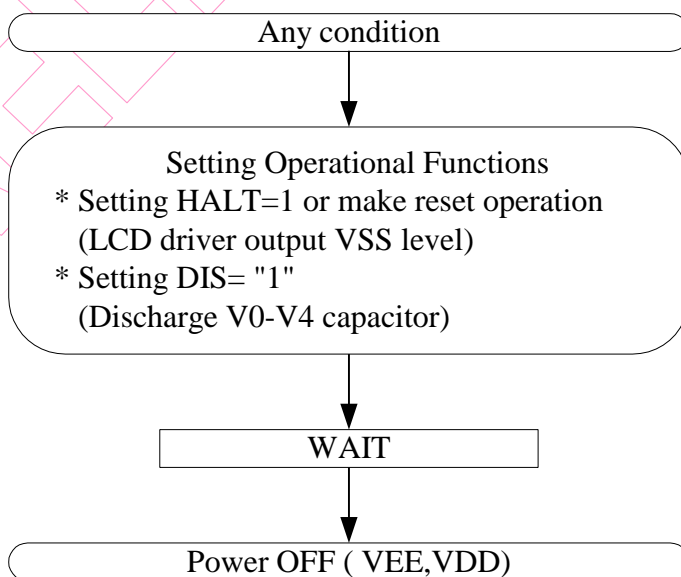 Any condition
Setting Operational Functions
* Setting HALT=1 or make reset operation
(LCD driver output VSS level)
* Setting DIS= "1"
(Discharge V0-V4 capacitor)
WAIT
Power OFF ( VEE,VDD)